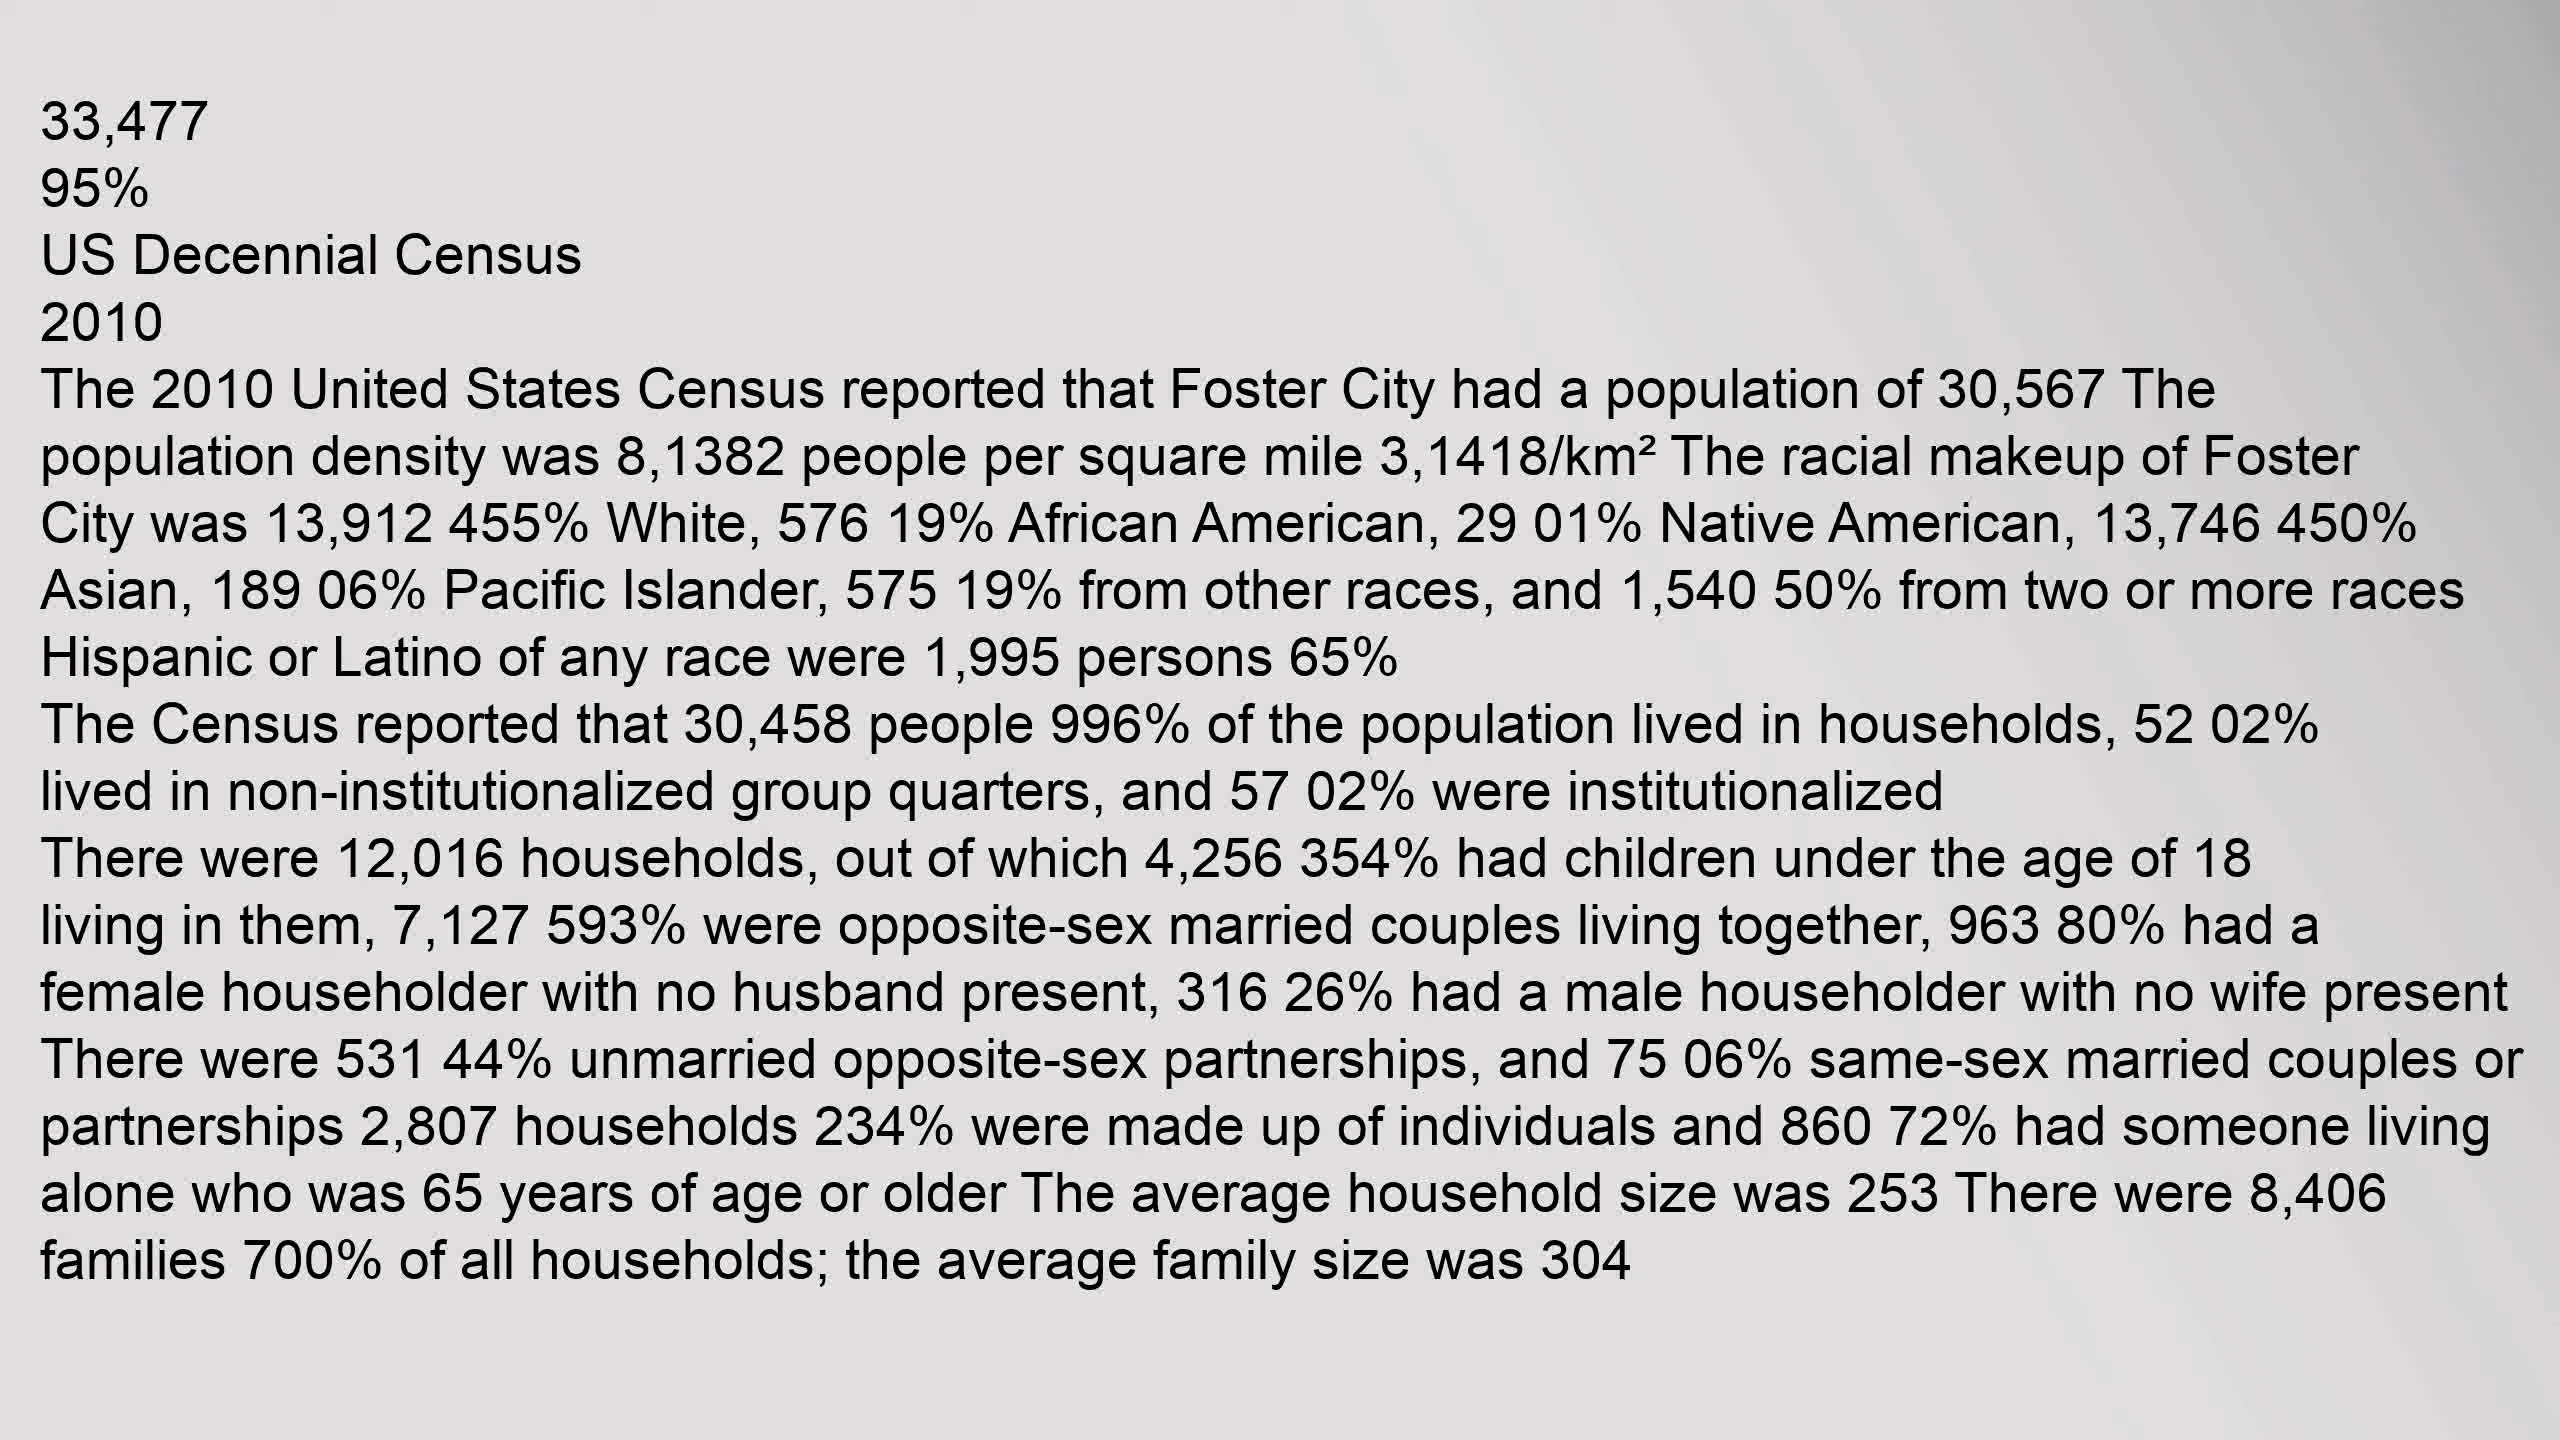 33,477
95%
US Decennial Census
2010
The 2010 United States Census reported that Foster City had a population of 30,567 The
population density was 8,1382 people per square mile 3,1418/km² The racial makeup of Foster
City was 13,912 455% White, 576 19% African American, 29 01% Native American, 13,746 450%
Asian, 189 06% Pacific Islander, 575 19% from other races, and 1,540 50% from two or more races
Hispanic or Latino of any race were 1,995 persons 65%
The Census reported that 30,458 people 996% of the population lived in households, 52 02%
lived in non-institutionalized group quarters, and 57 02% were institutionalized
There were 12,016 households, out of which 4,256 354% had children under the age of 18
living in them, 7,127 593% were opposite-sex married couples living together, 963 80% had a
female householder with no husband present, 316 26% had a male householder with no wife present
There were 531 44% unmarried opposite-sex partnerships, and 75 06% same-sex married couples or
partnerships 2,807 households 234% were made up of individuals and 860 72% had someone living
alone who was 65 years of age or older The average household size was 253 There were 8,406
families 700% of all households; the average family size was 304